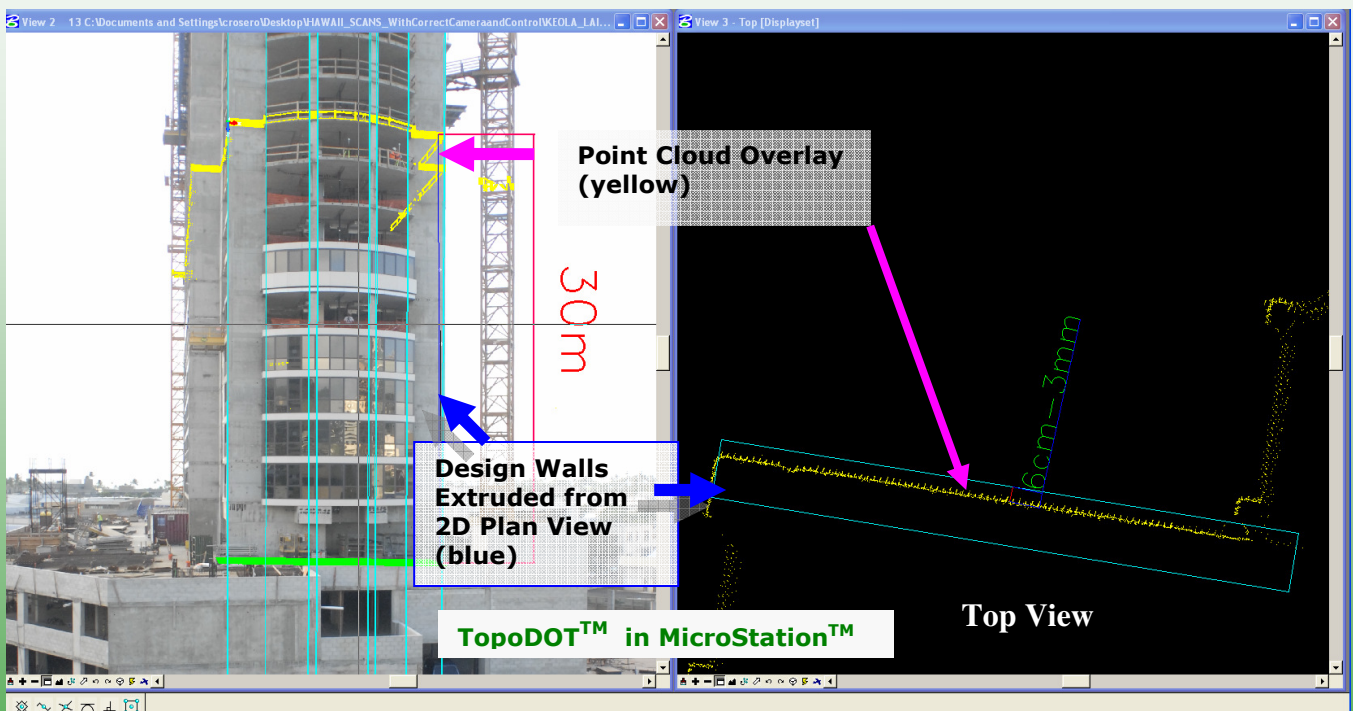 View 2 13 C:\Documents and Settings\crosero\Desktop\HAWAII_SCANS_WithCorrectCameraandControl\KEOLA_LAI...
View 3 - Top [Displayset]
Point Cloud Overlay
(yellow)
30m
6cm-3mm
Design Walls
Extruded from
2D Plan View
(blue)
Top View
TopoDOT™ in MicroStation™